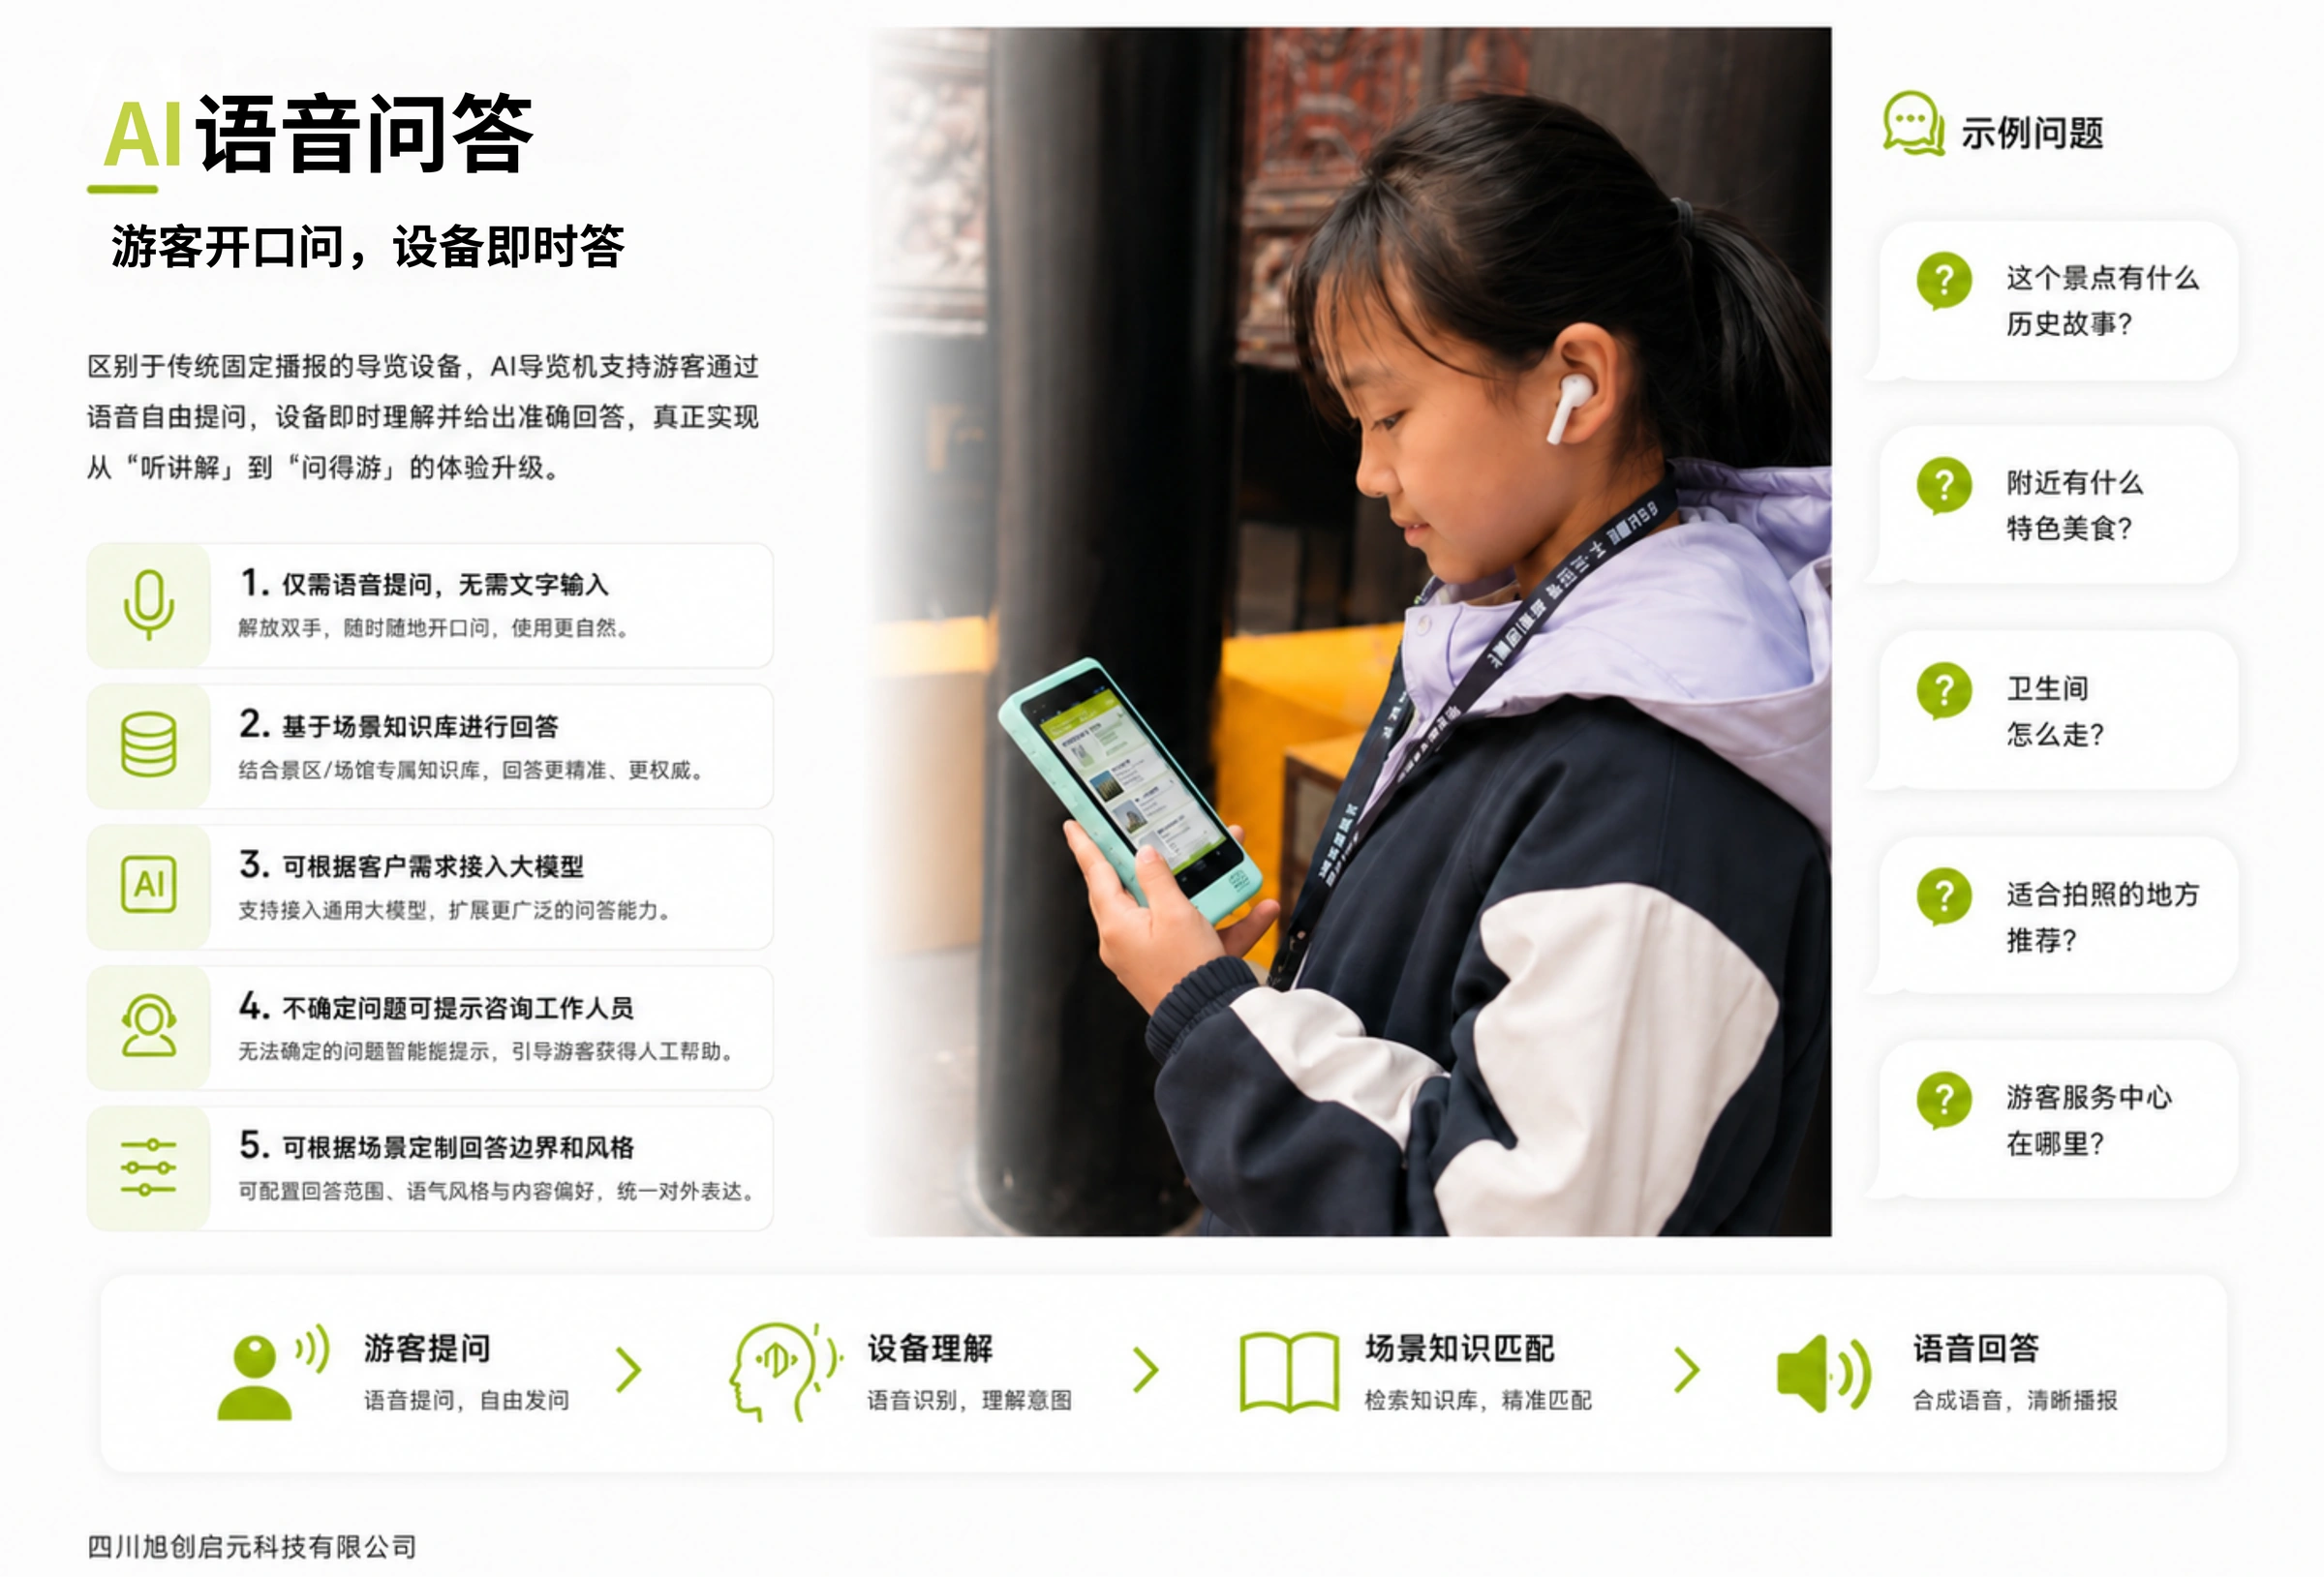 AI语音问答
游客开口问，设备即时答
区别于传统固定播报的导览设备，AI导览机支持游客通过
语音自由提问，设备即时理解并给出准确回答，真正实现
从“听讲解」到“问得游」的体验升级。
1. 仅需语音提问，无需文字输入
解放双手，随时随地开口问，使用更自然。
2. 基于场景知识库进行回答
结合景区/场馆专属知识库，回答更精准、更权威。
AI
3. 可根据客户需求接入大模型
支持接入通用大模型，扩展更广泛的问答能力。
4. 不确定问题可提示咨询工作人员
无法确定的问题智能能提示，引导游客获得人工帮助。
5. 可根据场景定制回答边界和风格
可配置回答范围、语气风格与内容偏好，统一对外表达。
示例问题
这个景点有什么
历史故事？
附近有什么
特色美食？
卫生间
怎么走？
适合拍照的地方
推荐？
游客服务中心
在哪里？
游客提问
语音提问，自由发问
设备理解
语音识别，理解意图
场景知识匹配
检索知识库，精准匹配
语音回答
合成语音，清晰播报
四川旭创启元科技有限公司